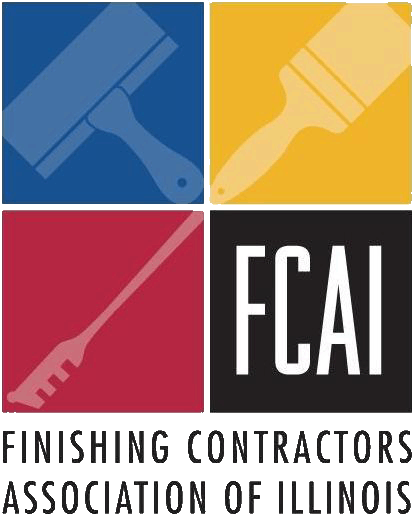 FCAI
FINISHING CONTRACTORS
ASSOCIATION OF ILLINOIS